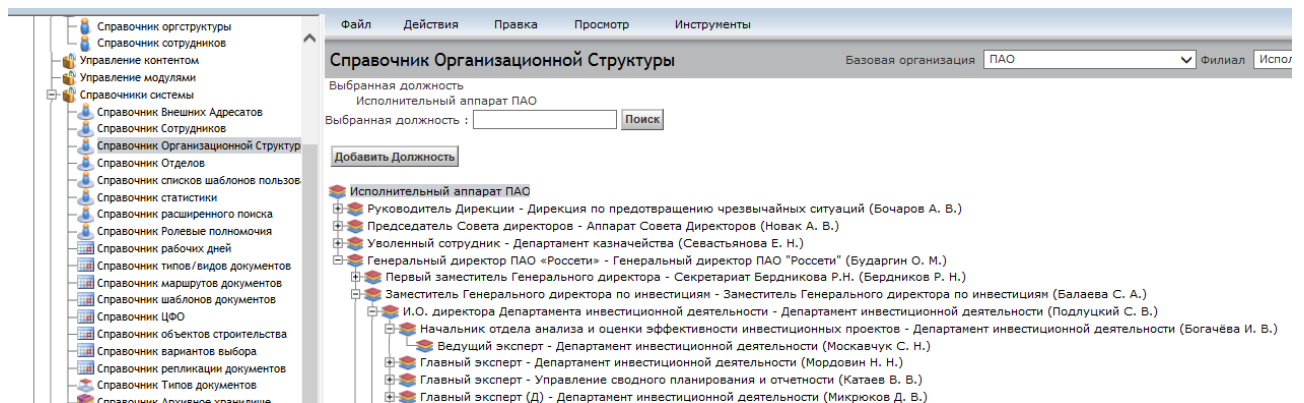 Справочник оргструктуры
Справочник сотрудников
Управление контентом
Управление модулями
Справочники системы
Справочник Внешних Адресатов
Справочник Сотрудников
Справочник Организационной Структур
Справочник Отделов
Справочник списков шаблонов пользов
Справочник статистики
Справочник расширенного поиска
Справочник Ролевые полномочия
Справочник рабочих дней
Справочник типов/видов документов
Справочник маршрутов документов
Справочник шаблонов документов
Справочник ЦФО
Справочник объектов строительства
Справочник вариантов выбора
Справочник репликации документов
Справочник Типов документов
Справочник Архивное хранилище
Файл Действия Правка Просмотр Инструменты
Справочник Организационной Структуры Базовая организация ПАО Филиал Испол
Выбранная должность
Исполнительный аппарат ПАО
Выбранная должность : Поиск
Добавить Должность
Исполнительный аппарат ПАО
Руководитель Дирекции - Дирекция по предотвращению чрезвычайных ситуаций (Бочаров А. В.)
Председатель Совета директоров - Аппарат Совета Директоров (Новак А. В.)
Уволенный сотрудник - Департамент казначейства (Севастьянова Е. Н.)
Генеральный директор ПАО «Россети» - Генеральный директор ПАО "Россети" (Бударгин О. М.)
Первый заместитель Генерального директора - Секретариат Бердникова Р.Н. (Бердников Р. Н.)
Заместитель Генерального директора по инвестициям - Заместитель Генерального директора по инвестициям (Балаева С. А.)
И.О. директора Департамента инвестиционной деятельности - Департамент инвестиционной деятельности (Подлуцкий С. В.)
Начальник отдела анализа и оценки эффективности инвестиционных проектов - Департамент инвестиционной деятельности (Богачёва И. В.)
Ведущий эксперт - Департамент инвестиционной деятельности (Москавчук С. Н.)
Главный эксперт - Департамент инвестиционной деятельности (Мордовин Н. Н.)
Главный эксперт - Управление сводного планирования и отчетности (Катаев В. В.)
Главный эксперт (Д) - Департамент инвестиционной деятельности (Микрюков Д. В.)